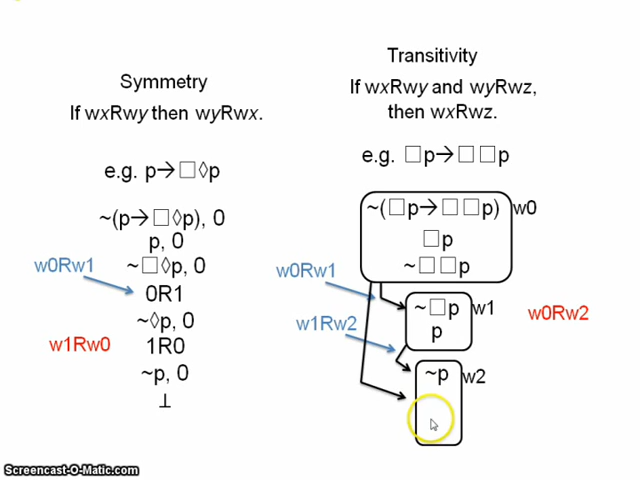 Symmetry
If wxRwy then wyRwx.
e.g. p→□◊p
~(p→□◊p), 0
p, 0
~□◊p, 0
w0Rw1
0R1
~◊p, 0
w1Rw0
1R0
~p, 0
⊥
Transitivity
If wxRwy and wyRwz,
then wxRwz.
e.g. □p→□□p
~(□p→□□p) w0
□p
~□□p
w0Rw1
~□p w1
w0Rw2
w1Rw2
p
~p w2
Screencast-O-Matic.com